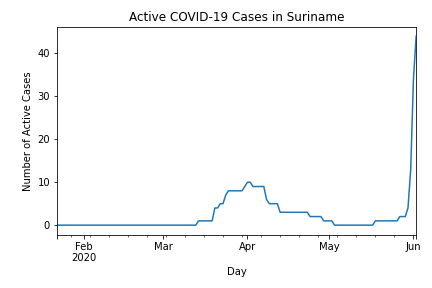 Active COVID-19 Cases in Suriname
Number of Active Cases
40
30
20
10
0
Feb
2020
Mar
Apr
May
Jun
Day